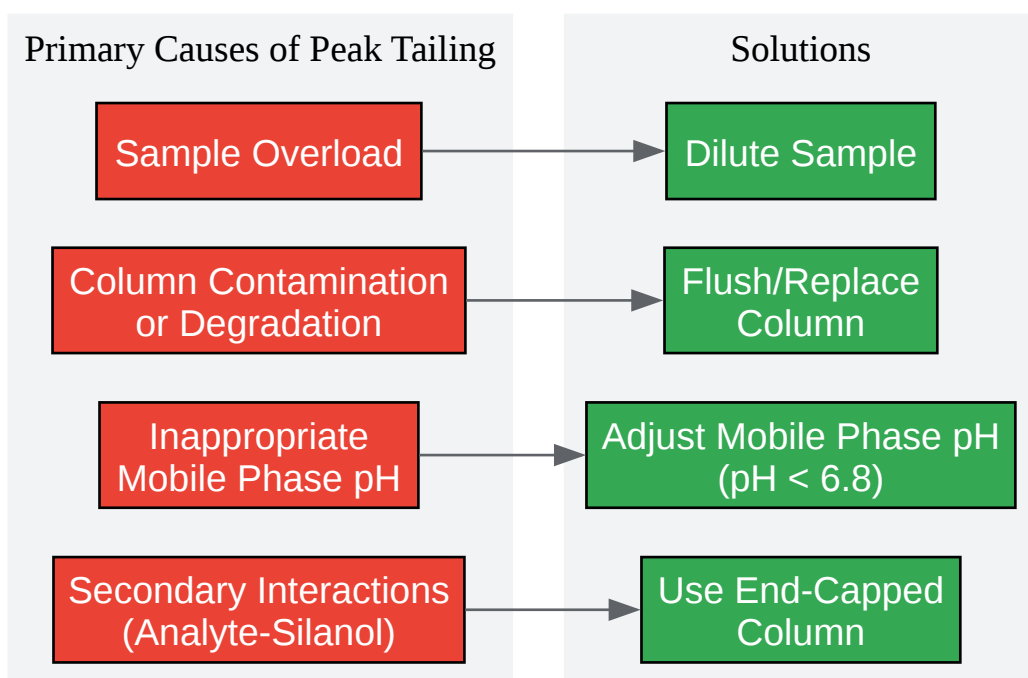 Primary Causes of Peak Tailing
Solutions
Sample Overload
Dilute Sample
Column Contamination
or Degradation
Flush/Replace
Column
Inappropriate
Mobile Phase pH
Adjust Mobile Phase pH
(pH < 6.8)
Secondary Interactions
(Analyte-Silanol)
Use End-Capped
Column